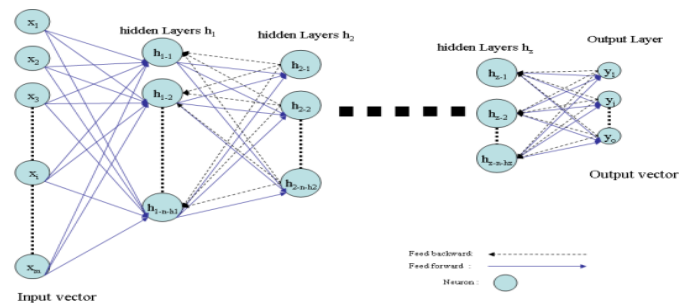 hidden Layers h1
hidden Layers h2
hidden Layers hz
Output Layer
x1
x2
x3
xi
xm
h1-1
h1-2
h1-n-h1
h2-1
h2-2
h2-n-h2
hz-1
hz-2
hz-n-hz
y1
yj
yo
Output vector
Input vector
Feed backward:
Feed forward :
Neuron :